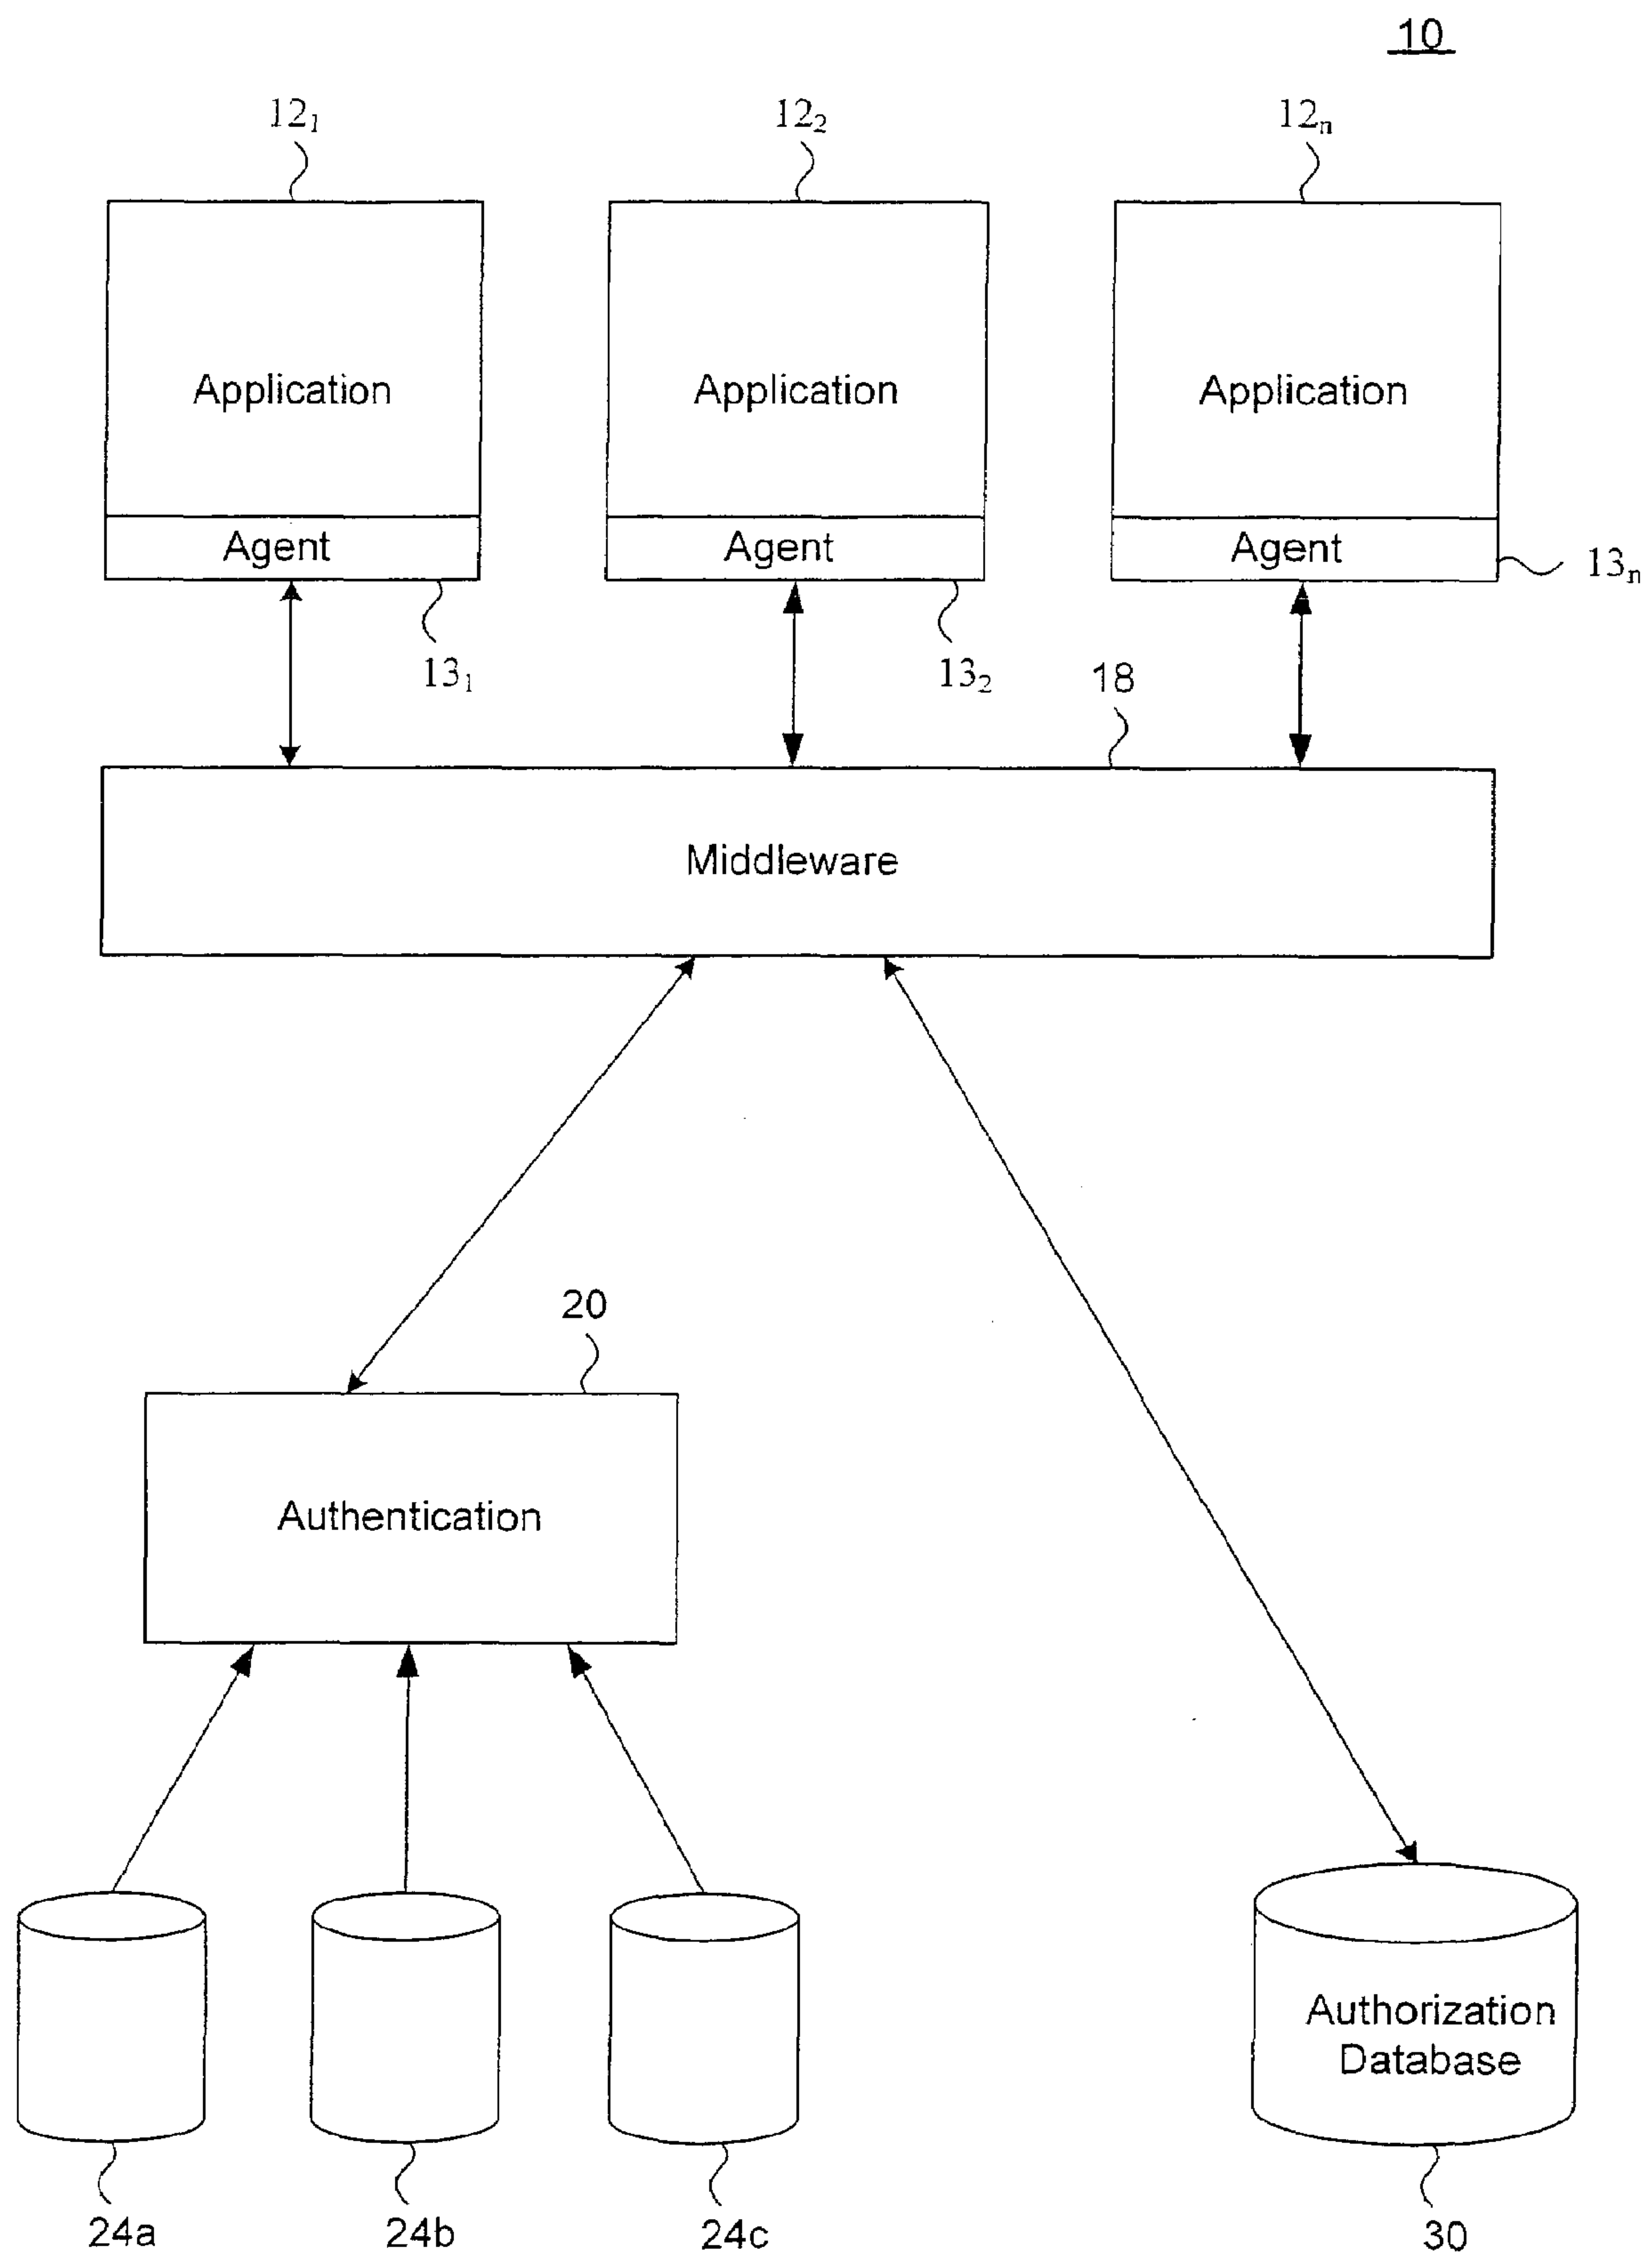 10
12₁
12₂
12ₙ
Application
Application
Application
Agent
Agent
Agent
13ₙ
13₁
13₂
18
Middleware
20
Authentication
Authorization
Database
24a
24b
24c
30